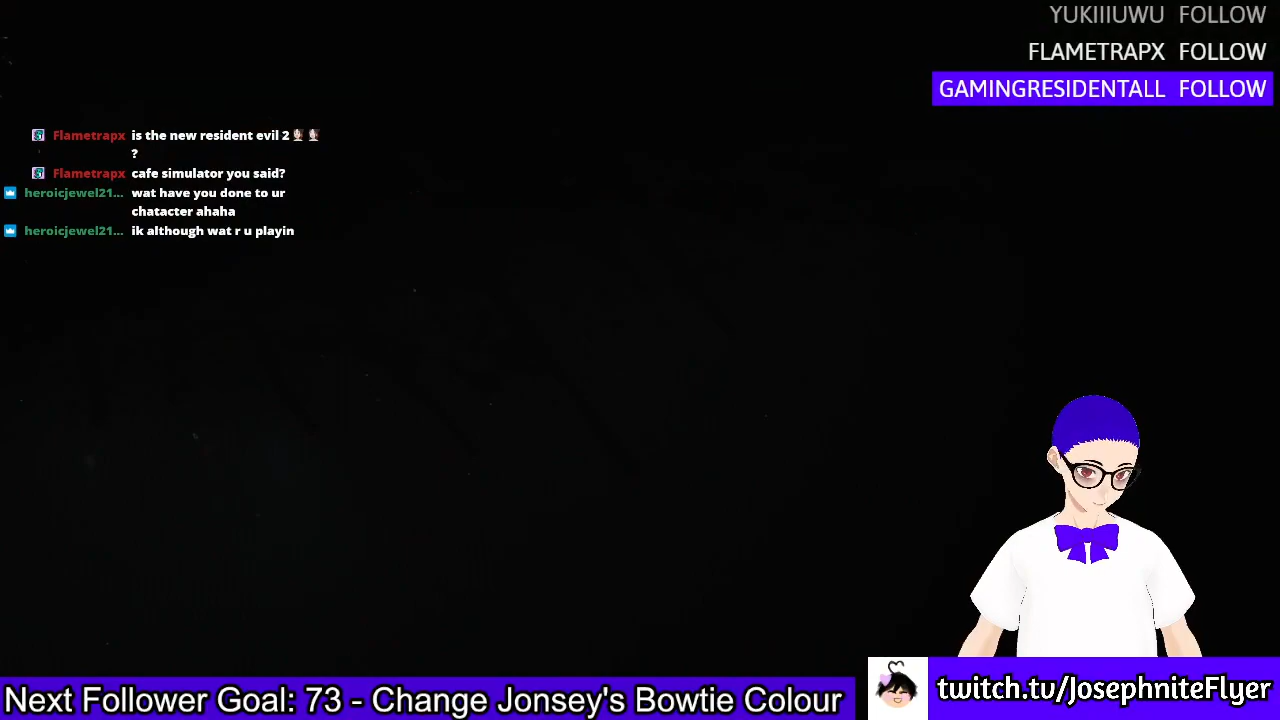 YUKIIIUWU FOLLOW
FLAMETRAPX FOLLOW
GAMINGRESIDENTALL FOLLOW
Flametrapx is the new resident evil 2
?
Flametrapx cafe simulator you said?
heroicjewel21... wat have you done to ur
chatacter ahaha
heroicjewel21... ik although wat r u playin
Next Follower Goal: 73 - Change Jonsey's Bowtie Colour
twitch.tv/JosephniteFlyer